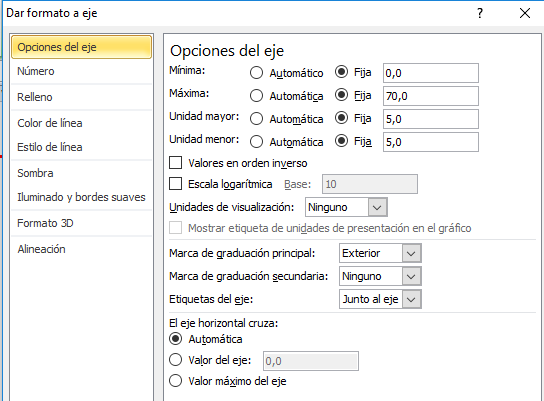 Dar formato a eje
?
Opciones del eje
Número
Relleno
Color de línea
Estilo de línea
Sombra
Iluminado y bordes suaves
Formato 3D
Alineación
Opciones del eje
Mínima: Automático Fija 0,0
Máxima: Automática Fija 70,0
Unidad mayor: Automática Fija 5,0
Unidad menor: Automática Fija 5,0
Valores en orden inverso
Escala logarítmica Base: 10
Unidades de visualización: Ninguno
Mostrar etiqueta de unidades de presentación en el gráfico
Marca de graduación principal: Exterior
Marca de graduación secundaria: Ninguno
Etiquetas del eje: Junto al eje
El eje horizontal cruza:
Automática
Valor del eje: 0,0
Valor máximo del eje